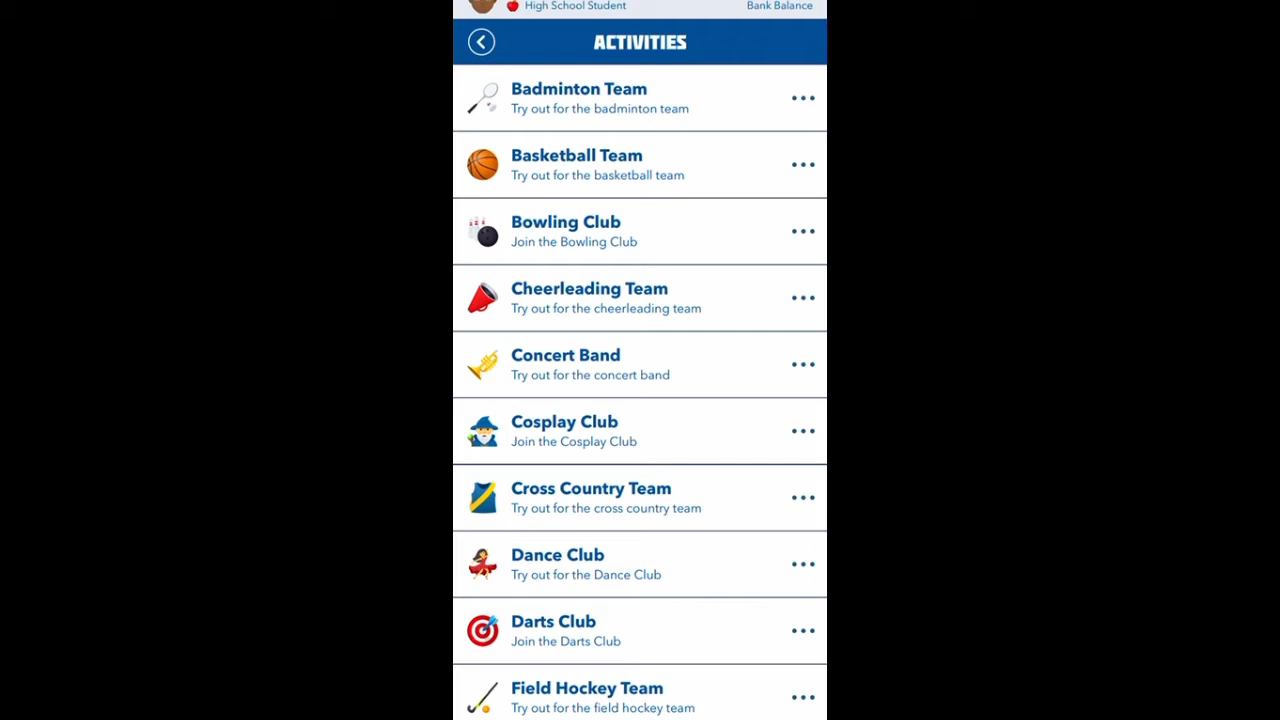 High School Student
Bank Balance
ACTIVITIES
Badminton Team
Try out for the badminton team
Basketball Team
Try out for the basketball team
Bowling Club
Join the Bowling Club
Cheerleading Team
Try out for the cheerleading team
Concert Band
Try out for the concert band
Cosplay Club
Join the Cosplay Club
Cross Country Team
Try out for the cross country team
Dance Club
Try out for the Dance Club
Darts Club
Join the Darts Club
Field Hockey Team
Try out for the field hockey team